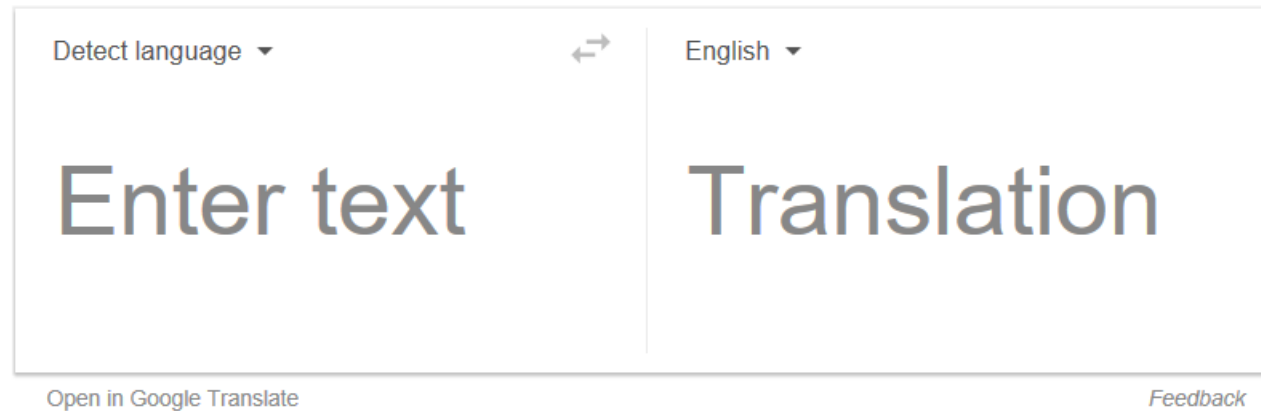 Detect language
English
Enter text
Translation
Open in Google Translate
Feedback